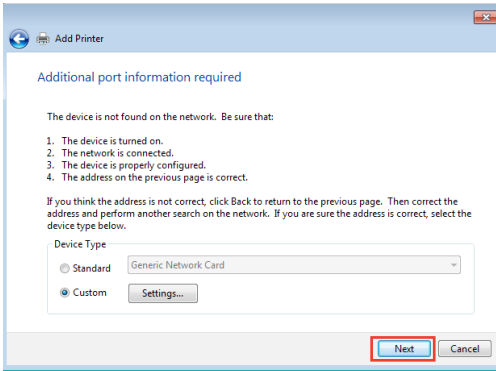 Add Printer
Additional port information required
The device is not found on the network.  Be sure that:
1.  The device is turned on.
2.  The network is connected.
3.  The device is properly configured.
4.  The address on the previous page is correct.
If you think the address is not correct, click Back to return to the previous page.  Then correct the
address and perform another search on the network.  If you are sure the address is correct, select the
device type below.
Device Type
Standard
Generic Network Card
Custom
Settings...
Next
Cancel